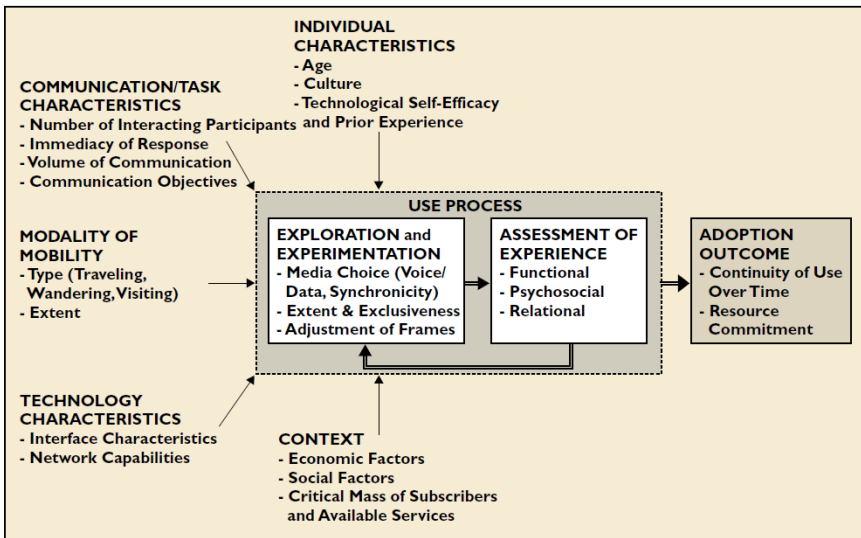 INDIVIDUAL
CHARACTERISTICS
- Age
- Culture
- Technological Self-Efficacy
and Prior Experience
COMMUNICATION/TASK
CHARACTERISTICS
- Number of Interacting Participants
- Immediacy of Response
- Volume of Communication
- Communication Objectives
MODALITY OF
MOBILITY
- Type (Traveling,
Wandering, Visiting)
- Extent
TECHNOLOGY
CHARACTERISTICS
- Interface Characteristics
- Network Capabilities
USE PROCESS
EXPLORATION and
EXPERIMENTATION
- Media Choice (Voice/
Data, Synchronicity)
- Extent & Exclusiveness
- Adjustment of Frames
ASSESSMENT OF
EXPERIENCE
- Functional
- Psychosocial
- Relational
ADOPTION
OUTCOME
- Continuity of Use
Over Time
- Resource
Commitment
CONTEXT
- Economic Factors
- Social Factors
- Critical Mass of Subscribers
and Available Services